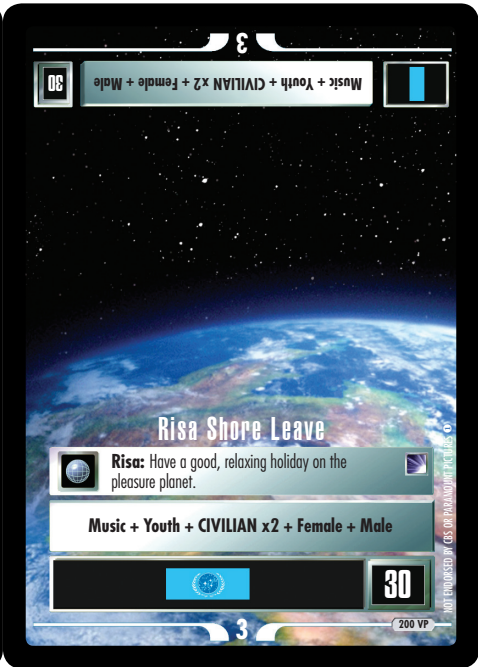 3
Music + Youth + CIVILIAN x2 + Female + Male
30
Risa Shore Leave
Risa: Have a good, relaxing holiday on the
pleasure planet.
Music + Youth + CIVILIAN x2 + Female + Male
30
3
200 VP
NOT ENDORSED BY CBS OR PARAMOUNT PICTURES